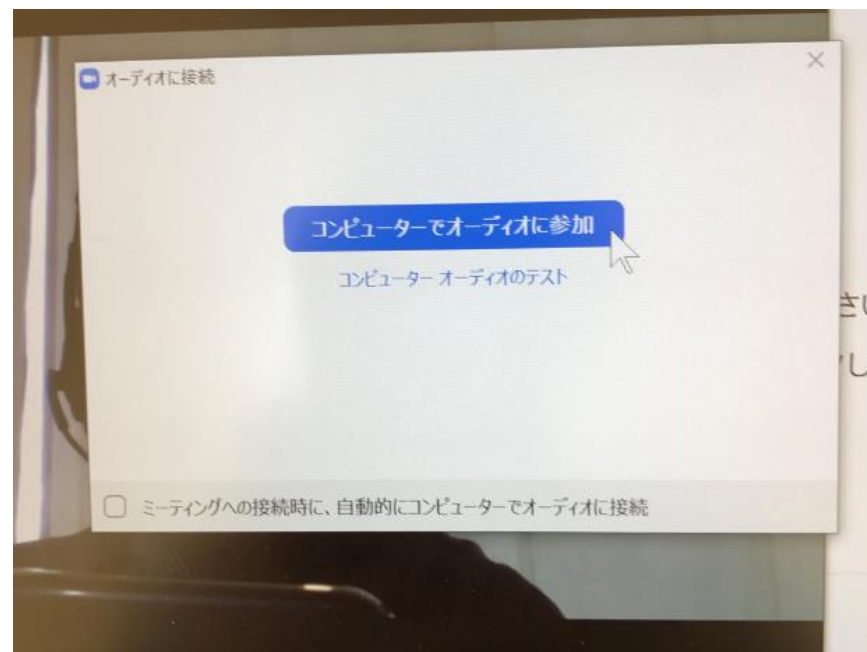 オーディオに接続
コンピューターでオーディオに参加
コンピューター オーディオのテスト
さい
ミーティングへの接続時に、自動的にコンピューターでオーディオに接続